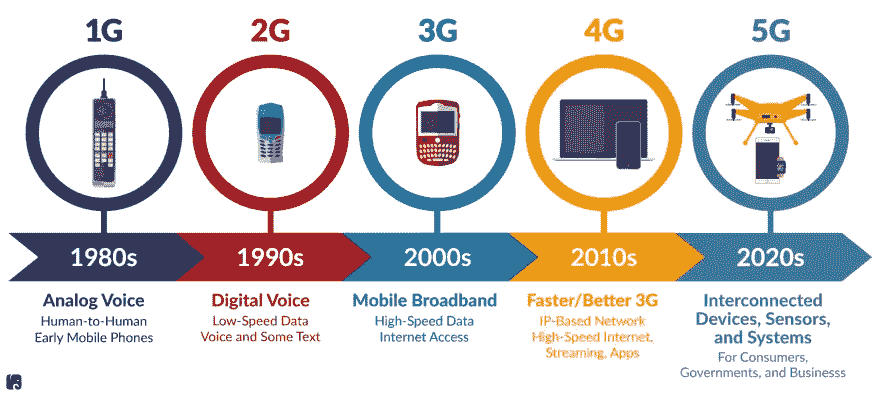 1G
2G
3G
4G
5G
1980s
1990s
2000s
2010s
2020s
Analog Voice
Human-to-Human
Early Mobile Phones
Digital Voice
Low-Speed Data
Voice and Some Text
Mobile Broadband
High-Speed Data
Internet Access
Faster/Better 3G
IP-Based Network
High-Speed Internet,
Streaming, Apps
Interconnected
Devices, Sensors,
and Systems
For Consumers,
Governments, and Businesss